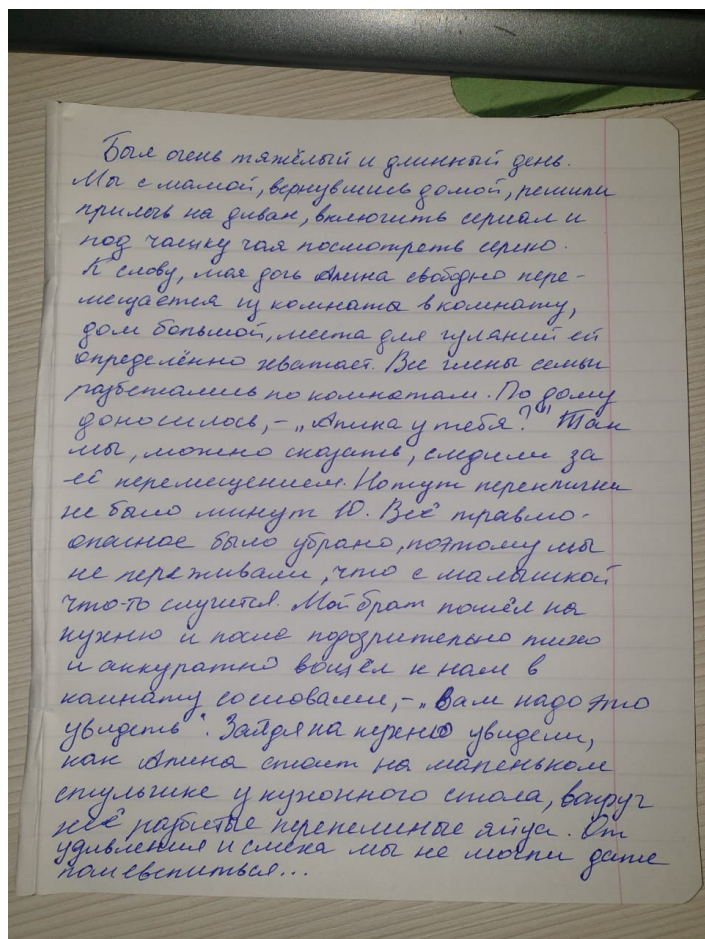 Был очень тяжёлый и длинный день.
Мы с мамой, вернувшись домой, решили
прилечь на диван, включить сериал и
под чашку чая посмотреть серию.
К слову, моя дочь Алина свободно пере-
мещается из комнаты в комнату,
дом большой, места для гуляний ей
определённо хватает. Все члены семьи
разбежались по комнатам. По дому
доносилось, - „Алина у тебя?" Так
мы, можно сказать, следили за
её перемещением. Но тут переклички
не было минут 10. Всё травмо-
опасное было убрано, поэтому мы
не переживали, что с малышкой
что-то случится. Мой брат пошёл на
кухню и после подозрительно тихо
и аккуратно вошёл к нам в
комнату со словами, - „Вам надо это
увидеть". Зайдя на кухню увидели,
как Алина стоит на маленьком
стульчике у кухонного стола, вокруг
неё разбитые перепелиные яйца. От
удивления и смеха мы не могли даже
пошевелиться...